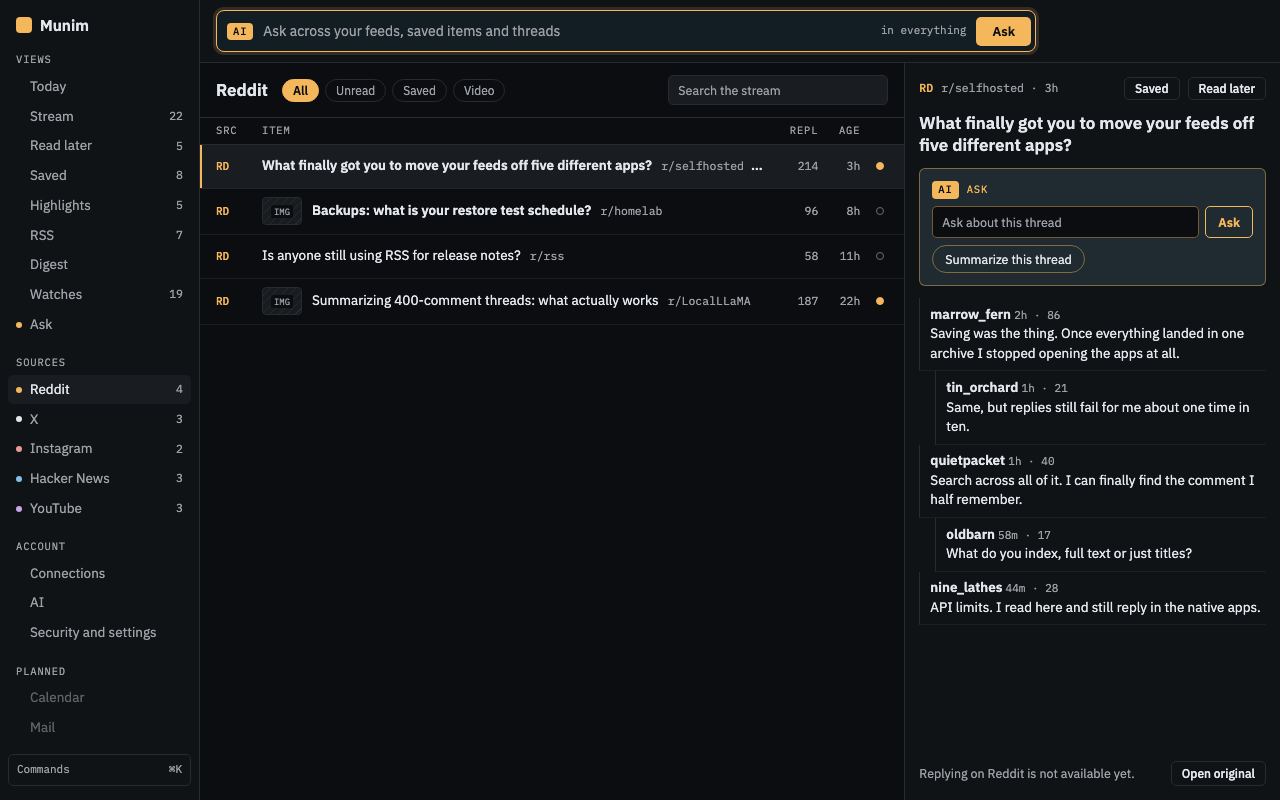 Munim
VIEWS
Today
Stream 22
Read later 5
Saved 8
Highlights 5
RSS 7
Digest
Watches 19
Ask
SOURCES
Reddit 4
X 3
Instagram 2
Hacker News 3
YouTube 3
ACCOUNT
Connections
AI
Security and settings
PLANNED
Calendar
Mail
Commands ⌘K
AI Ask across your feeds, saved items and threads in everything Ask
Reddit All Unread Saved Video Search the stream
SRC ITEM REPL AGE
RD What finally got you to move your feeds off five different apps? r/selfhosted ... 214 3h
RD IMG Backups: what is your restore test schedule? r/homelab 96 8h
RD Is anyone still using RSS for release notes? r/rss 58 11h
RD IMG Summarizing 400-comment threads: what actually works r/LocalLLaMA 187 22h
RD r/selfhosted · 3h Saved Read later
What finally got you to move your feeds off
five different apps?
AI ASK
Ask about this thread Ask
Summarize this thread
marrow_fern 2h · 86
Saving was the thing. Once everything landed in one
archive I stopped opening the apps at all.
tin_orchard 1h · 21
Same, but replies still fail for me about one time in
ten.
quietpacket 1h · 40
Search across all of it. I can finally find the comment I
half remember.
oldbarn 58m · 17
What do you index, full text or just titles?
nine_lathes 44m · 28
API limits. I read here and still reply in the native apps.
Replying on Reddit is not available yet. Open original